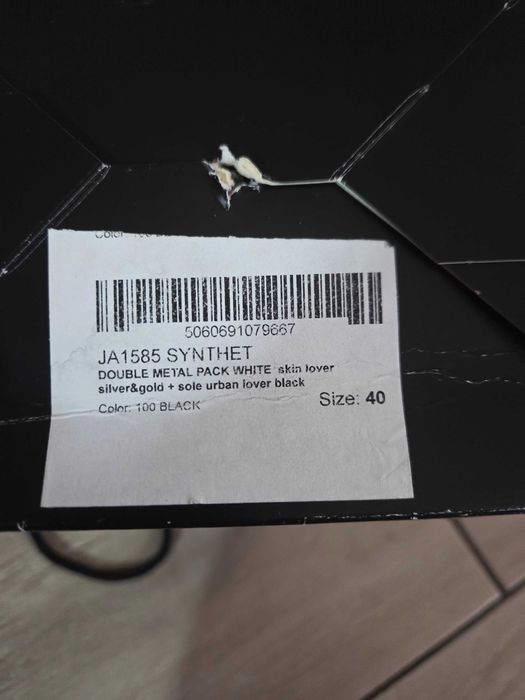 Color:
5060691079667
JA1585 SYNTHET
DOUBLE METAL PACK WHITE skin lover
silver&gold + sole urban lover black
Color: 100 BLACK
Size: 40